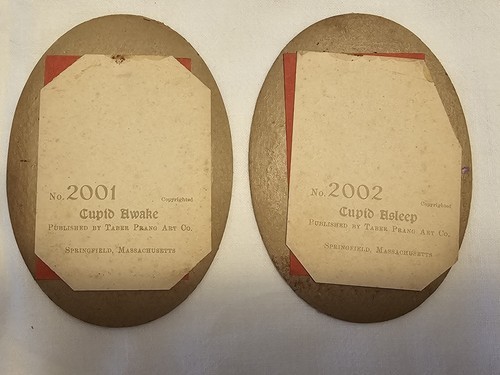 No. 2001
Copyrighted
Cupid Awake
Published by Taber Prang Art Co.
Springfield, Massachusetts
No. 2002
Copyrighted
Cupid Asleep
Published by Taber Prang Art Co.
Springfield, Massachusetts